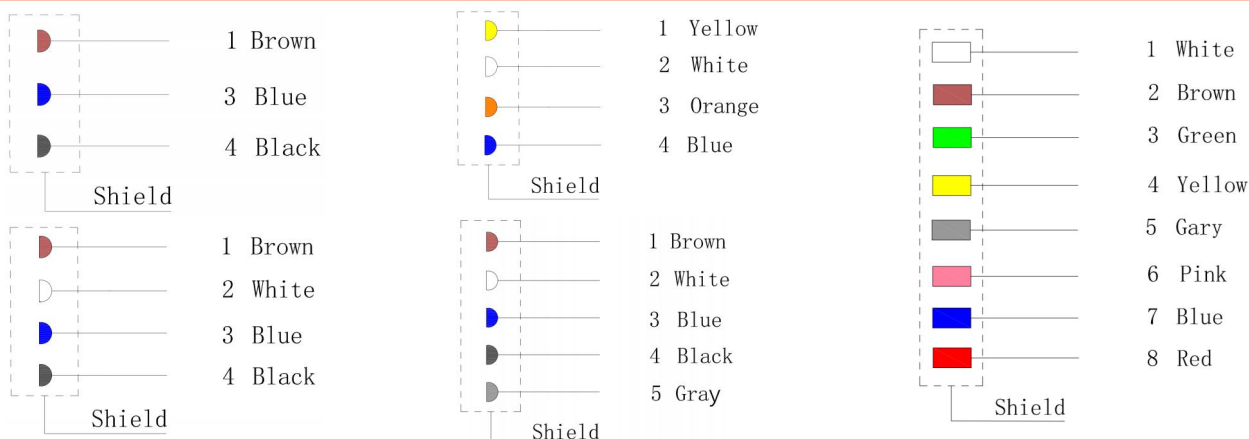 1 Brown
3 Blue
4 Black
Shield
1 Brown
2 White
3 Blue
4 Black
Shield
1 Yellow
2 White
3 Orange
4 Blue
Shield
1 Brown
2 White
3 Blue
4 Black
5 Gray
Shield
1 White
2 Brown
3 Green
4 Yellow
5 Gary
6 Pink
7 Blue
8 Red
Shield